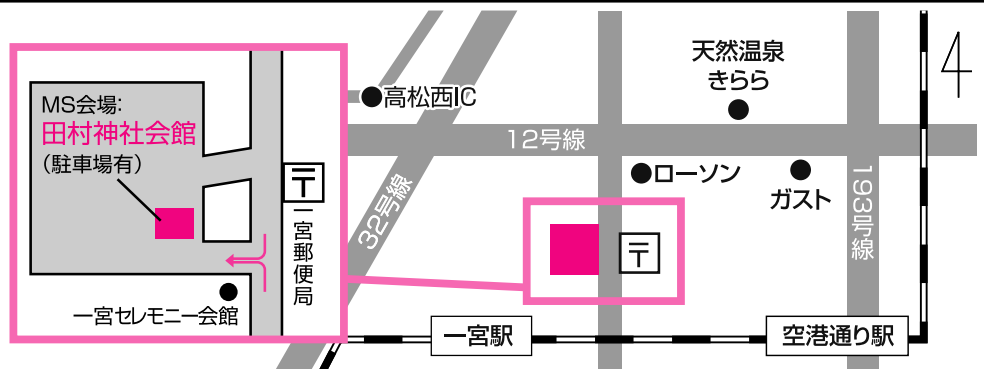 MS会場:
田村神社会館
(駐車場有)
〒
一宮郵便局
一宮セレモニー会館
高松西IC
32号線
12号線
天然温泉
きらら
ローソン
ガスト
193号線
〒
一宮駅
空港通り駅
4